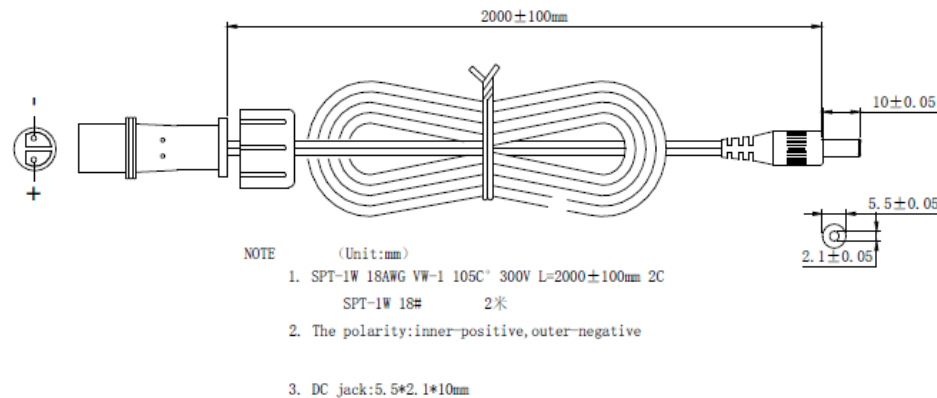 2000±100mm
-
+
10±0.05
5.5±0.05
2.1±0.05
NOTE (Unit:mm)
1. SPT-1W 18AWG VW-1 105C° 300V L=2000±100mm 2C
SPT-1W 18# 2米
2. The polarity:inner-positive,outer-negative
3. DC jack:5.5*2.1*10mm